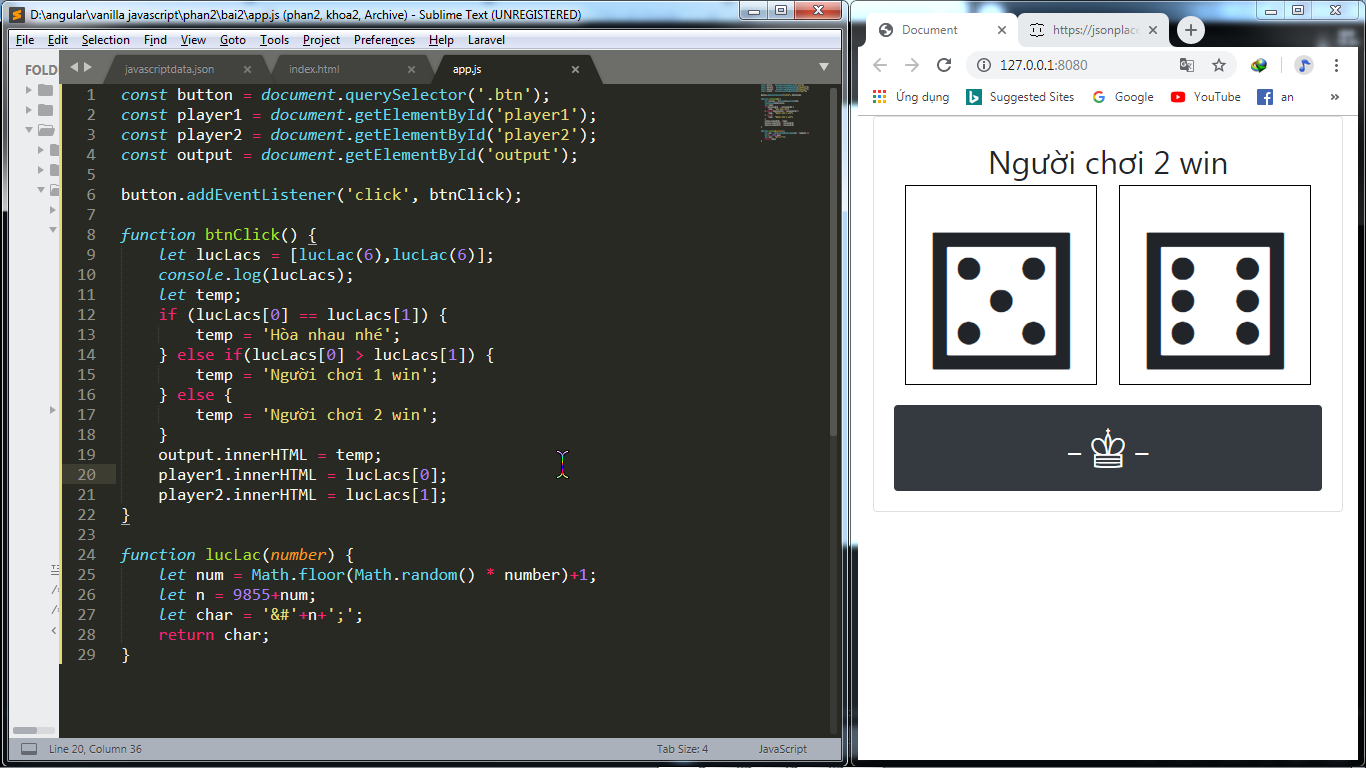 D:\angular\vanilla javascript\phan2\bai2\app.js (phan2, khoa2, Archive) - Sublime Text (UNREGISTERED)
File Edit Selection Find View Goto Tools Project Preferences Help Laravel
FOLD
javascriptdata.json
index.html
app.js
1 const button = document.querySelector('.btn');
2 const player1 = document.getElementById('player1');
3 const player2 = document.getElementById('player2');
4 const output = document.getElementById('output');
5
6 button.addEventListener('click', btnClick);
7
8 function btnClick() {
9 let lucLacs = [lucLac(6),lucLac(6)];
10 console.log(lucLacs);
11 let temp;
12 if (lucLacs[0] == lucLacs[1]) {
13 temp = 'Hòa nhau nhé';
14 } else if(lucLacs[0] > lucLacs[1]) {
15 temp = 'Người chơi 1 win';
16 } else {
17 temp = 'Người chơi 2 win';
18 }
19 output.innerHTML = temp;
20 player1.innerHTML = lucLacs[0];
21 player2.innerHTML = lucLacs[1];
22 }
23
24 function lucLac(number) {
25 let num = Math.floor(Math.random() * number)+1;
26 let n = 9855+num;
27 let char = '&#'+n+';';
28 return char;
29 }
Line 20, Column 36
Tab Size: 4
JavaScript
Document
https://jsonplace
127.0.0.1:8080
Ứng dụng
Suggested Sites
Google
YouTube
an
»
Người chơi 2 win
– ♔ –